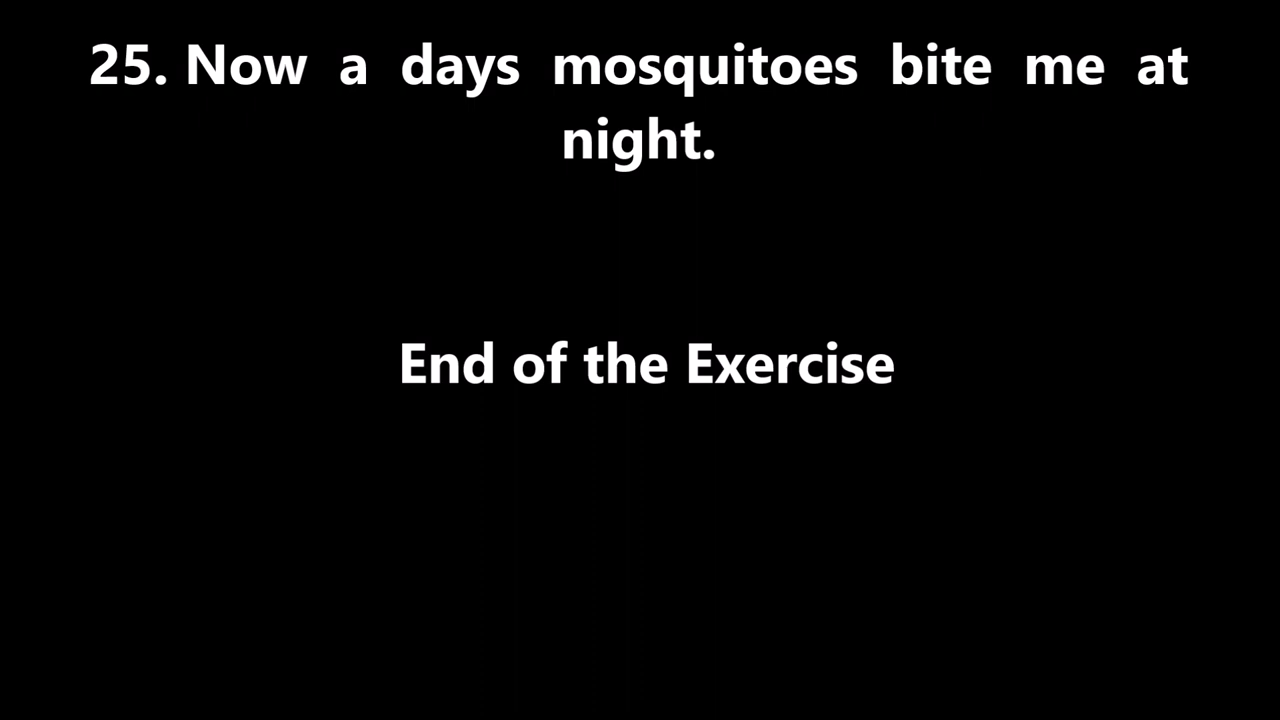 25. Now a days mosquitoes bite me at
night.
End of the Exercise